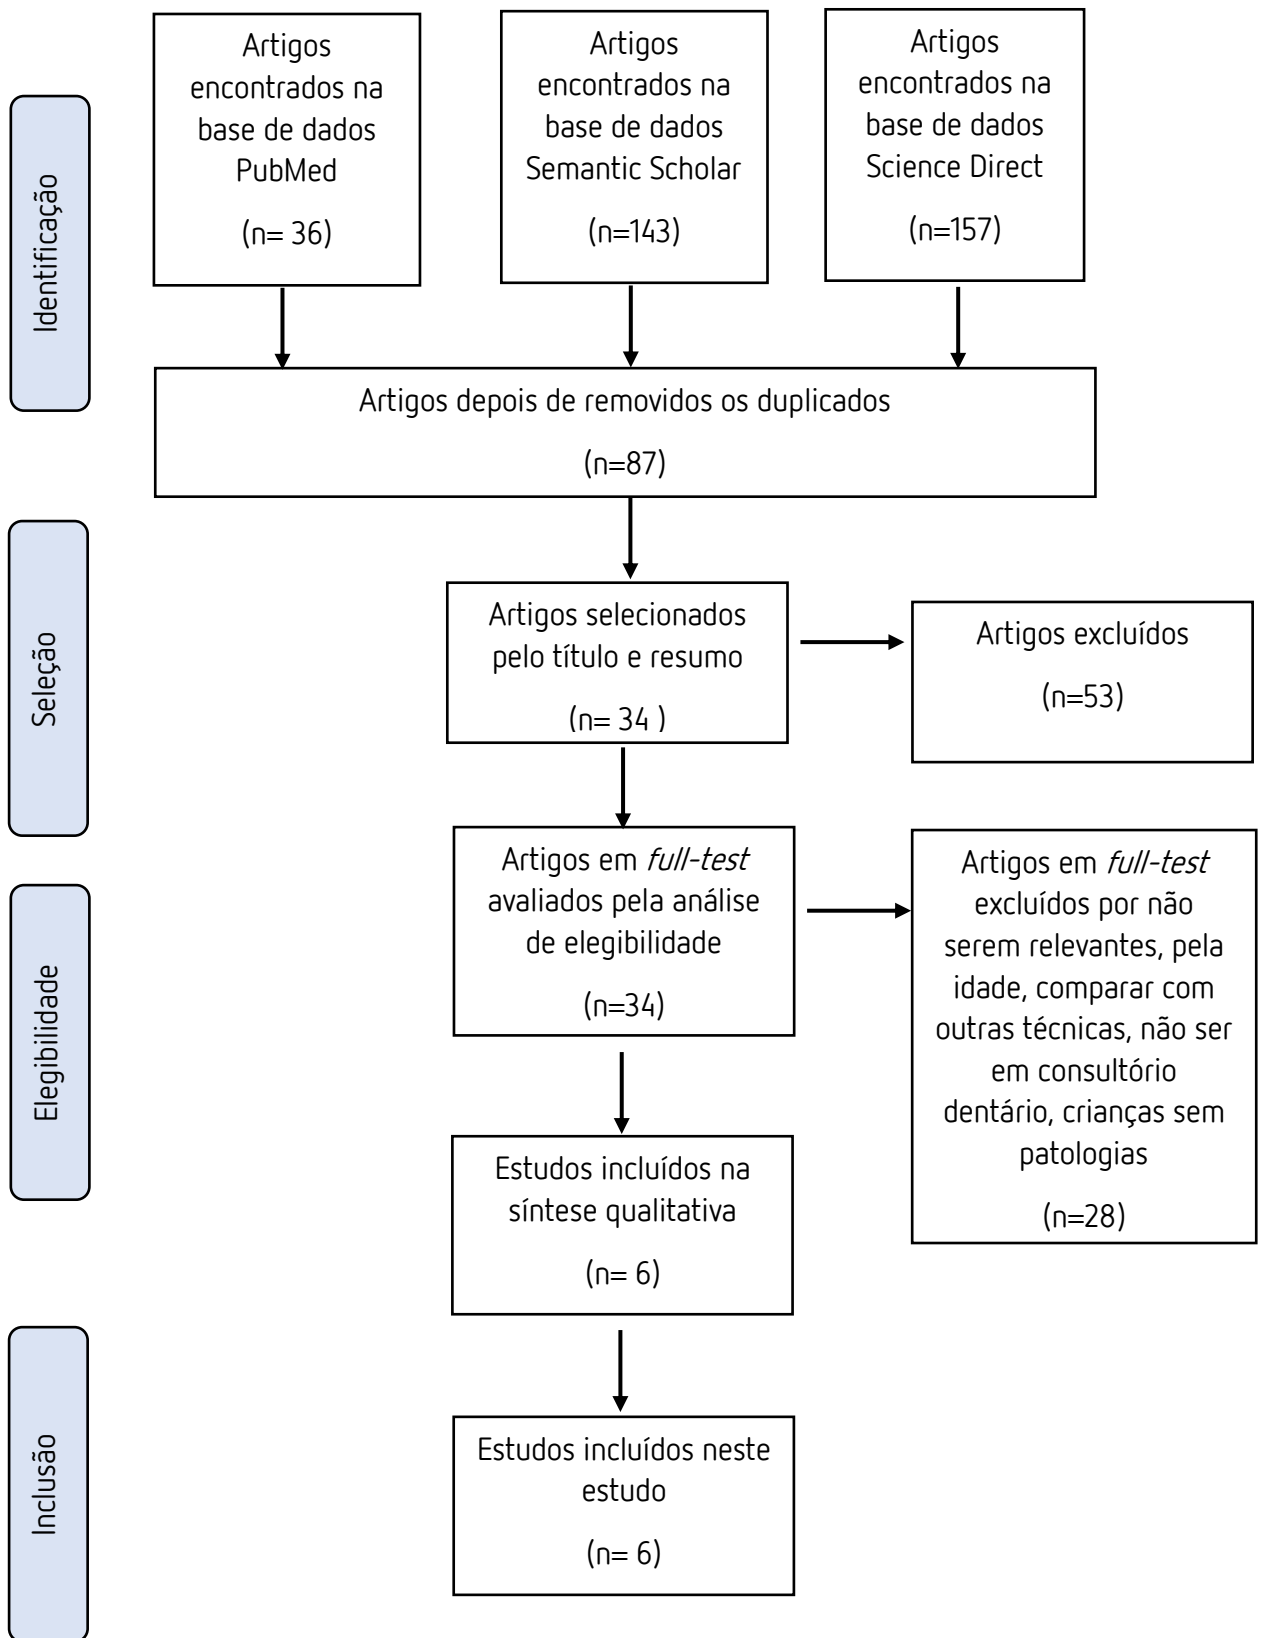 Identificação
Artigos
encontrados na
base de dados
PubMed
(n= 36)
Artigos
encontrados na
base de dados
Semantic Scholar
(n=143)
Artigos
encontrados na
base de dados
Science Direct
(n=157)
Artigos depois de removidos os duplicados
(n=87)
Seleção
Artigos selecionados
pelo título e resumo
(n= 34 )
Artigos excluídos
(n=53)
Elegibilidade
Artigos em full-test
avaliados pela análise
de elegibilidade
(n=34)
Artigos em full-test
excluídos por não
serem relevantes, pela
idade, comparar com
outras técnicas, não ser
em consultório
dentário, crianças sem
patologias
(n=28)
Estudos incluídos na
síntese qualitativa
(n= 6)
Inclusão
Estudos incluídos neste
estudo
(n= 6)